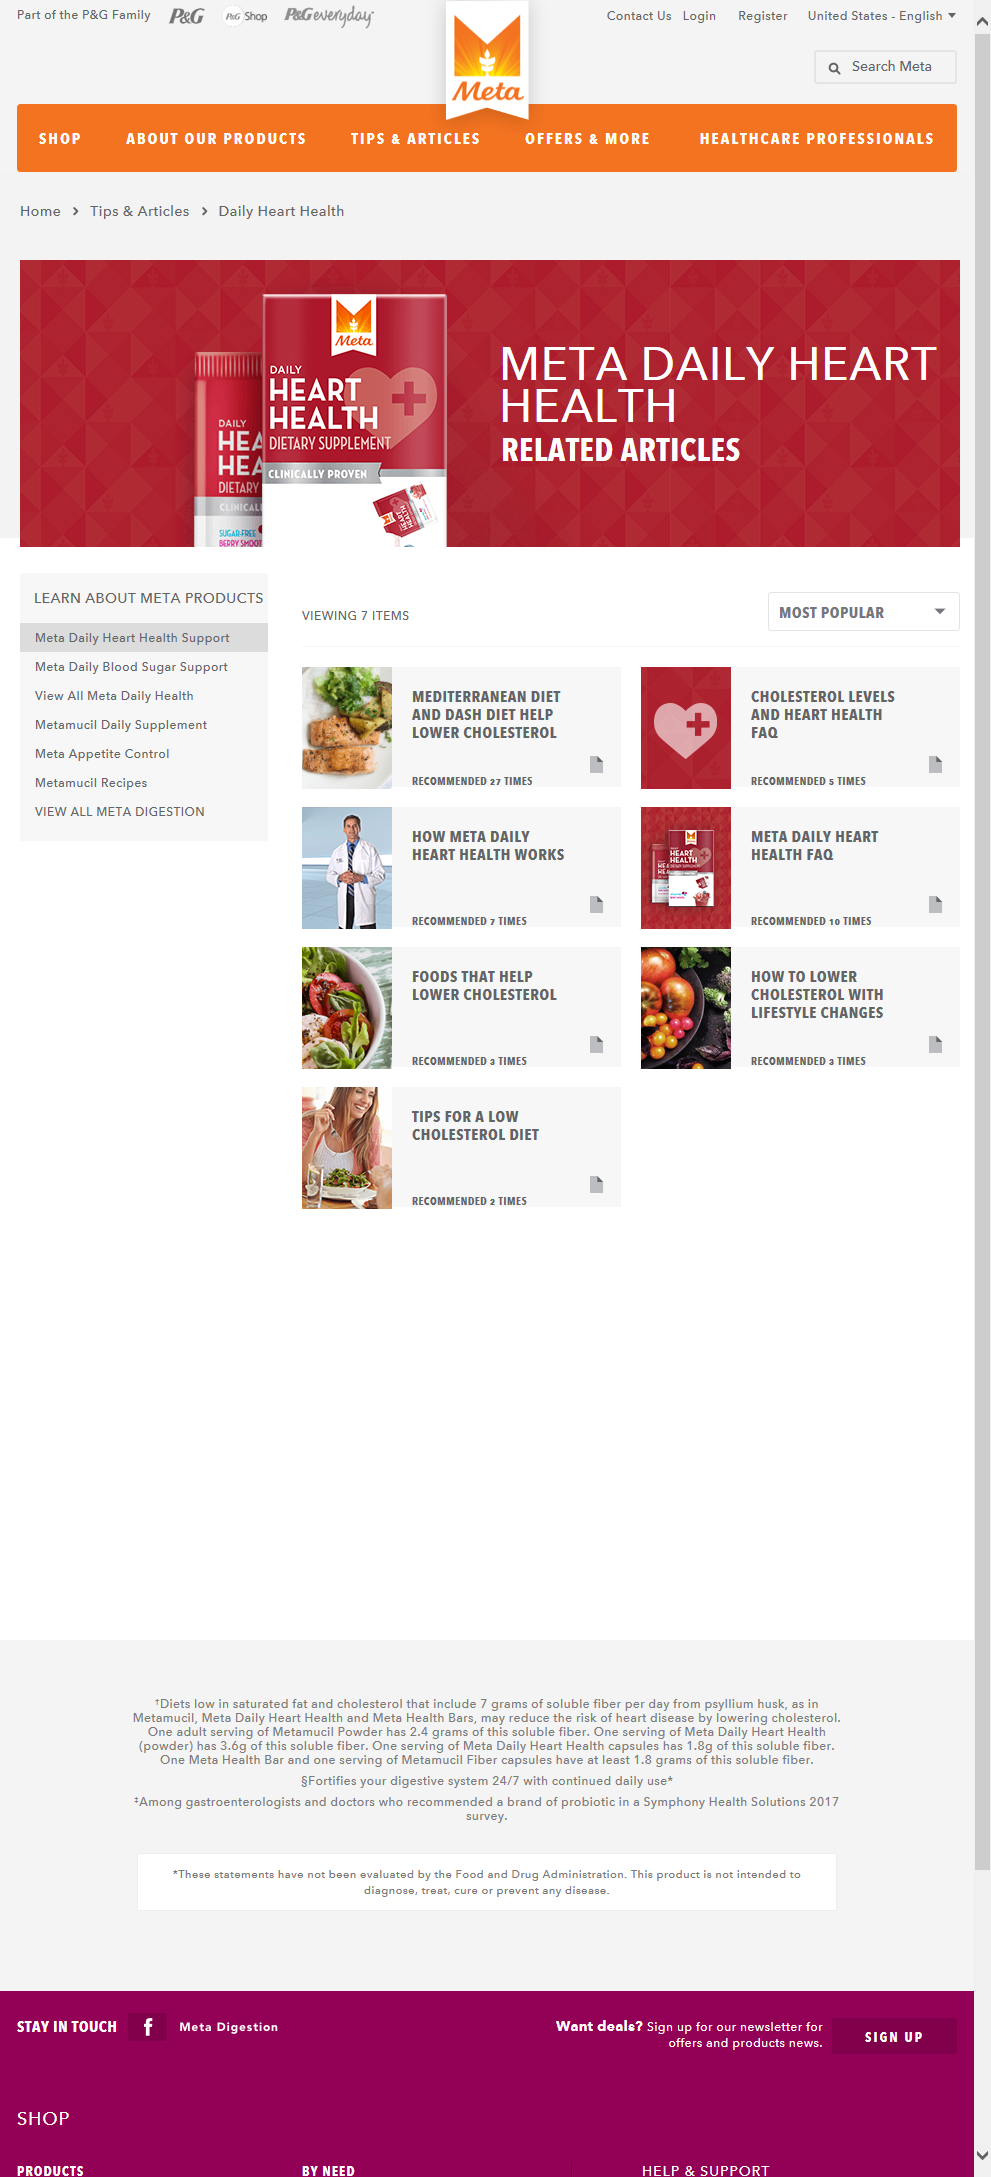 Part of the P&G Family P&G P&G Shop P&G everyday
Contact Us Login Register United States - English
Meta
Search Meta
SHOP ABOUT OUR PRODUCTS TIPS & ARTICLES OFFERS & MORE HEALTHCARE PROFESSIONALS
Home > Tips & Articles > Daily Heart Health
Meta
DAILY
HEART
HEALTH
DIETARY SUPPLEMENT
CLINICALLY PROVEN
DAILY
HEA
HEA
DIETARY
CLINICAL
SUGAR-FREE
BERRY SMOOT
META DAILY HEART
HEALTH
RELATED ARTICLES
LEARN ABOUT META PRODUCTS
Meta Daily Heart Health Support
Meta Daily Blood Sugar Support
View All Meta Daily Health
Metamucil Daily Supplement
Meta Appetite Control
Metamucil Recipes
VIEW ALL META DIGESTION
VIEWING 7 ITEMS
MOST POPULAR
MEDITERRANEAN DIET
AND DASH DIET HELP
LOWER CHOLESTEROL
RECOMMENDED 27 TIMES
CHOLESTEROL LEVELS
AND HEART HEALTH
FAQ
RECOMMENDED 5 TIMES
HOW META DAILY
HEART HEALTH WORKS
RECOMMENDED 7 TIMES
HEART
HEALTH
META DAILY HEART
HEALTH FAQ
RECOMMENDED 10 TIMES
FOODS THAT HELP
LOWER CHOLESTEROL
RECOMMENDED 3 TIMES
HOW TO LOWER
CHOLESTEROL WITH
LIFESTYLE CHANGES
RECOMMENDED 3 TIMES
TIPS FOR A LOW
CHOLESTEROL DIET
RECOMMENDED 2 TIMES
†Diets low in saturated fat and cholesterol that include 7 grams of soluble fiber per day from psyllium husk, as in
Metamucil, Meta Daily Heart Health and Meta Health Bars, may reduce the risk of heart disease by lowering cholesterol.
One adult serving of Metamucil Powder has 2.4 grams of this soluble fiber. One serving of Meta Daily Heart Health
(powder) has 3.6g of this soluble fiber. One serving of Meta Daily Heart Health capsules has 1.8g of this soluble fiber.
One Meta Health Bar and one serving of Metamucil Fiber capsules have at least 1.8 grams of this soluble fiber.
§Fortifies your digestive system 24/7 with continued daily use*
‡Among gastroenterologists and doctors who recommended a brand of probiotic in a Symphony Health Solutions 2017
survey.
*These statements have not been evaluated by the Food and Drug Administration. This product is not intended to
diagnose, treat, cure or prevent any disease.
STAY IN TOUCH f Meta Digestion
Want deals? Sign up for our newsletter for
offers and products news.
SIGN UP
SHOP
PRODUCTS BY NEED HELP & SUPPORT